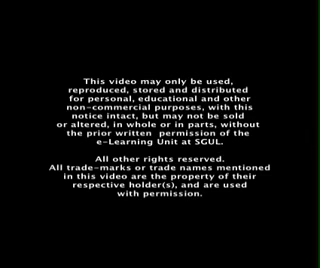 This video may only be used,
reproduced, stored and distributed
for personal, educational and other
non-commercial purposes, with this
notice intact, but may not be sold
or altered, in whole or in parts, without
the prior written permission of the
e-Learning Unit at SGUL.
All other rights reserved.
All trade-marks or trade names mentioned
in this video are the property of their
respective holder(s), and are used
with permission.